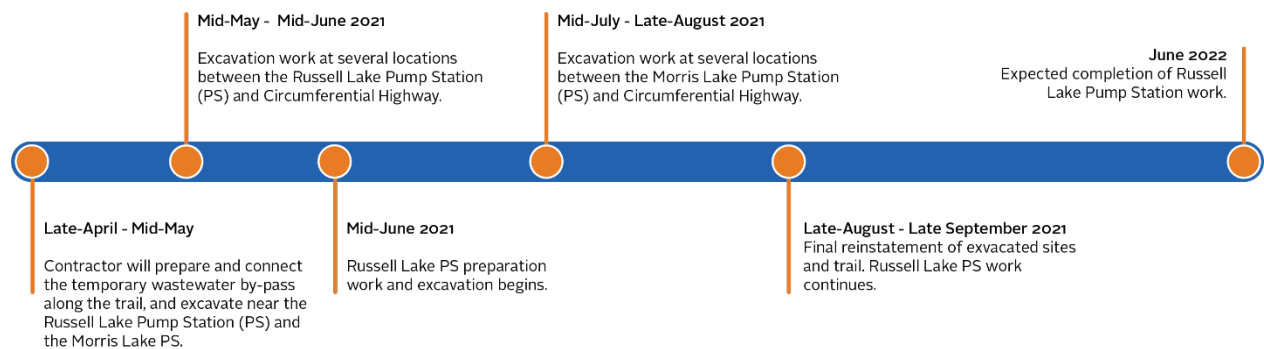 Mid-May -  Mid-June 2021
Excavation work at several locations
between the Russell Lake Pump Station
(PS) and Circumferential Highway.
Mid-July - Late-August 2021
Excavation work at several locations
between the Morris Lake Pump Station
(PS) and Circumferential Highway.
June 2022
Expected completion of Russell
Lake Pump Station work.
Late-April - Mid-May
Contractor will prepare and connect
the temporary wastewater by-pass
along the trail, and excavate near the
Russell Lake Pump Station (PS) and
the Morris Lake PS.
Mid-June 2021
Russell Lake PS preparation
work and excavation begins.
Late-August - Late September 2021
Final reinstatement of exvacated sites
and trail. Russell Lake PS work
continues.